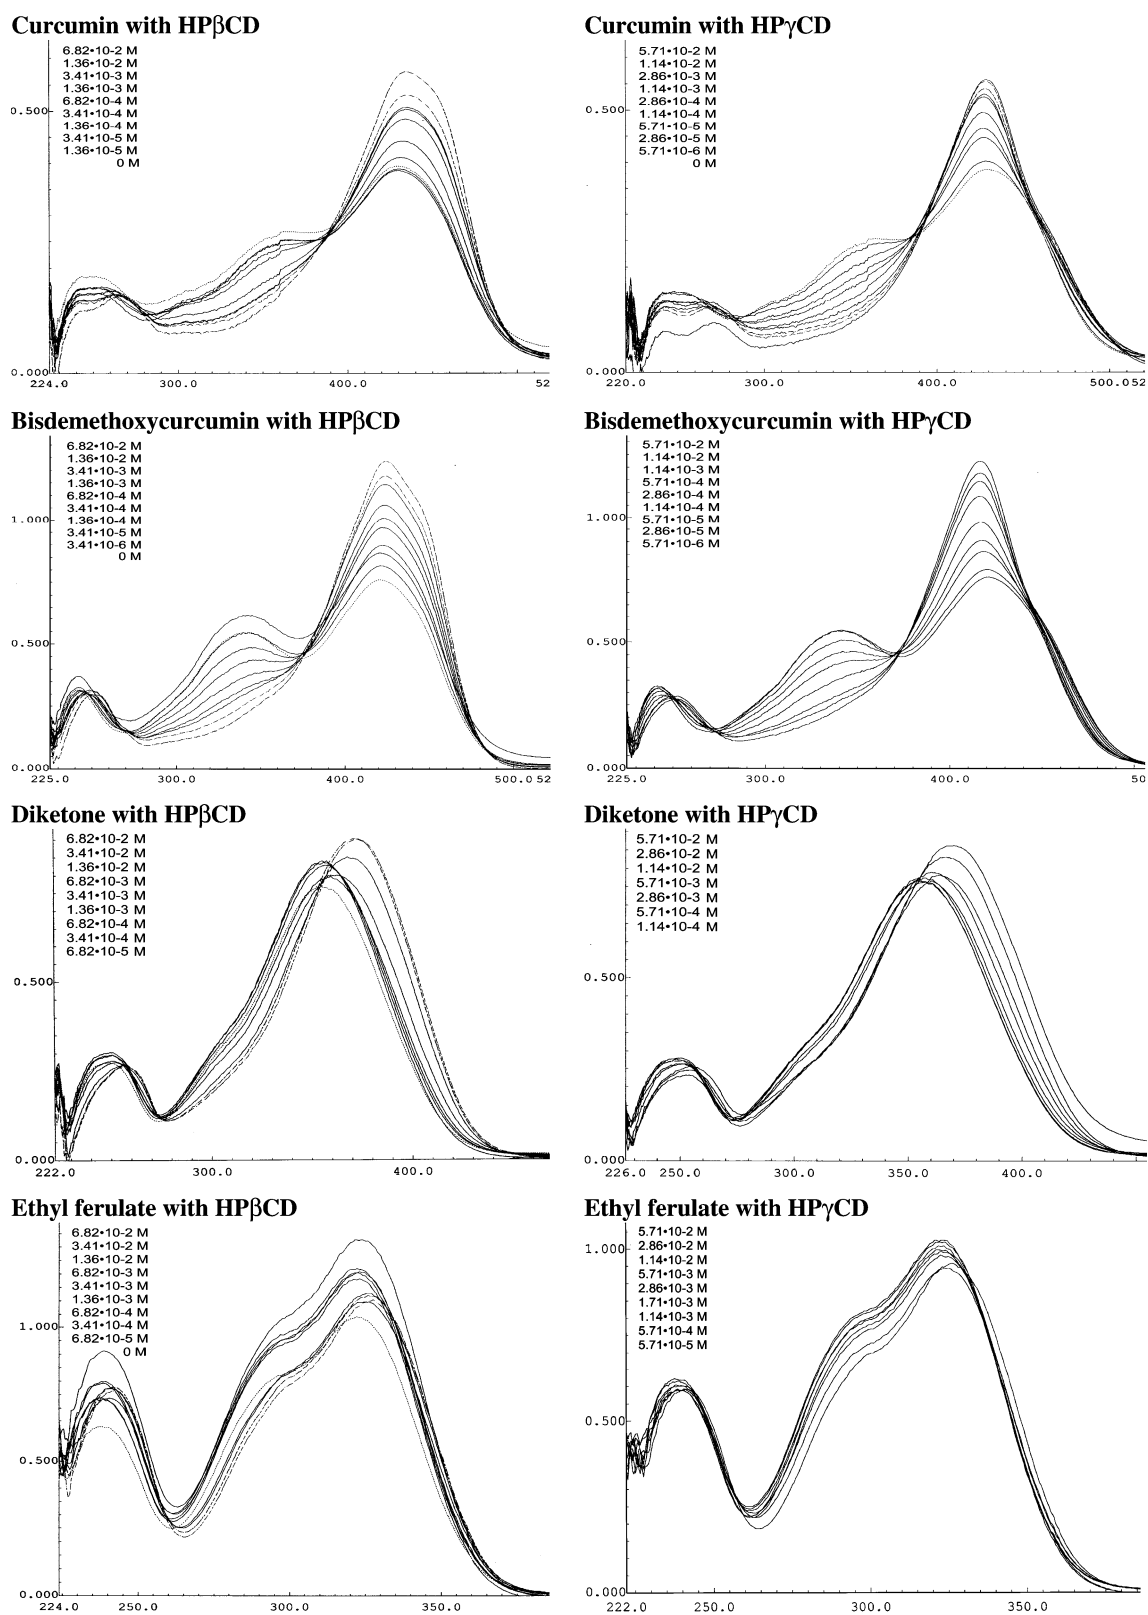 Curcumin with HPβCD
6.82•10-2 M
1.36•10-2 M
3.41•10-3 M
1.36•10-3 M
6.82•10-4 M
3.41•10-4 M
1.36•10-4 M
3.41•10-5 M
1.36•10-5 M
0 M
0.500
0.000
224.0 300.0 400.0 52
Curcumin with HPγCD
5.71•10-2 M
1.14•10-2 M
2.86•10-3 M
1.14•10-3 M
2.86•10-4 M
1.14•10-4 M
5.71•10-5 M
2.86•10-5 M
5.71•10-6 M
0 M
0.500
0.000
220.0 300.0 400.0 500.052
Bisdemethoxycurcumin with HPβCD
6.82•10-2 M
1.36•10-2 M
3.41•10-3 M
1.36•10-3 M
6.82•10-4 M
3.41•10-4 M
1.36•10-4 M
3.41•10-5 M
3.41•10-6 M
0 M
1.000
0.500
0.000
225.0 300.0 400.0 500.052
Bisdemethoxycurcumin with HPγCD
5.71•10-2 M
1.14•10-2 M
1.14•10-3 M
5.71•10-4 M
2.86•10-4 M
1.14•10-4 M
5.71•10-5 M
2.86•10-5 M
5.71•10-6 M
1.000
0.500
0.000
225.0 300.0 400.0 50
Diketone with HPβCD
6.82•10-2 M
3.41•10-2 M
1.36•10-2 M
6.82•10-3 M
3.41•10-3 M
1.36•10-3 M
6.82•10-4 M
3.41•10-4 M
6.82•10-5 M
0.500
0.000
222.0 300.0 400.0
Diketone with HPγCD
5.71•10-2 M
2.86•10-2 M
1.14•10-2 M
5.71•10-3 M
2.86•10-3 M
5.71•10-4 M
1.14•10-4 M
0.500
0.000
226.0 250.0 300.0 350.0 400.0
Ethyl ferulate with HPβCD
6.82•10-2 M
3.41•10-2 M
1.36•10-2 M
6.82•10-3 M
3.41•10-3 M
1.36•10-3 M
6.82•10-4 M
3.41•10-4 M
6.82•10-5 M
0 M
1.000
0.500
0.000
224.0 250.0 300.0 350.0
Ethyl ferulate with HPγCD
5.71•10-2 M
2.86•10-2 M
1.14•10-2 M
5.71•10-3 M
2.86•10-3 M
1.71•10-3 M
1.14•10-3 M
5.71•10-4 M
5.71•10-5 M
1.000
0.500
0.000
222.0 250.0 300.0 350.0